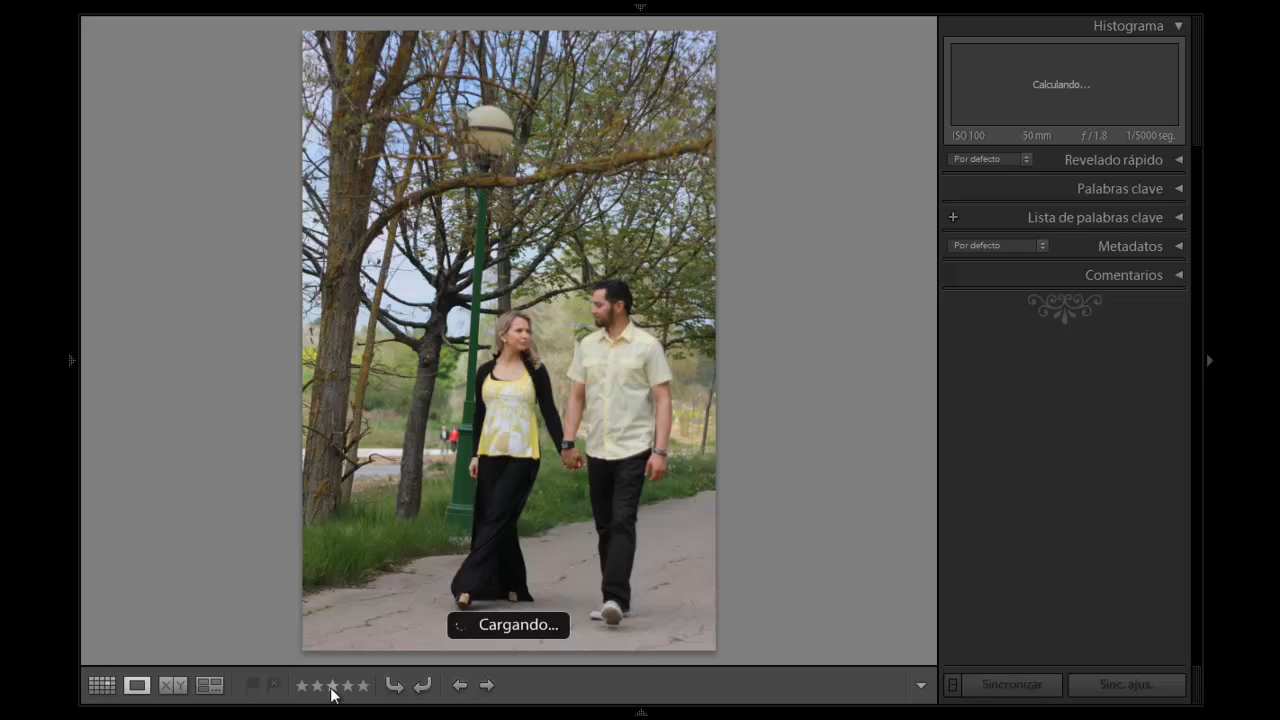 Histograma
Calculando...
ISO 100 50 mm ƒ / 1.8 1/5000 seg.
Por defecto Revelado rápido
Palabras clave
+ Lista de palabras clave
Por defecto Metadatos
Comentarios
Cargando...
X Y
Sincronizar Sinc. ajus.